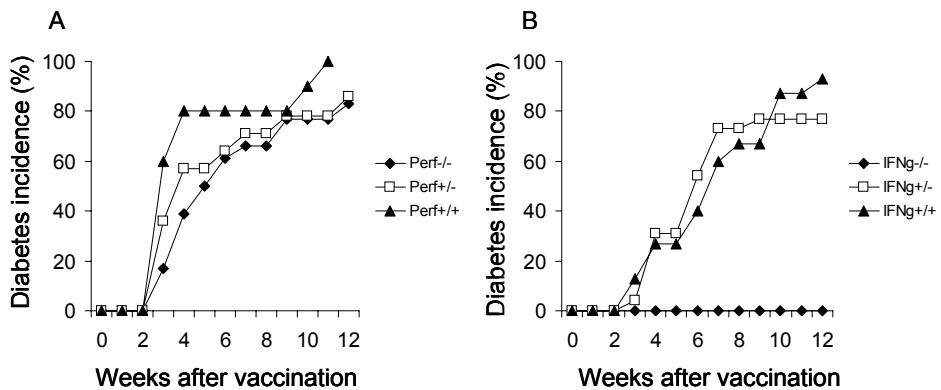 A
Diabetes incidence (%)
100
80
60
40
20
0
0 2 4 6 8 10 12
Weeks after vaccination
Perf-/-
Perf+/-
Perf+/+
B
Diabetes incidence (%)
100
80
60
40
20
0
0 2 4 6 8 10 12
Weeks after vaccination
IFNg-/-
IFNg+/-
IFNg+/+